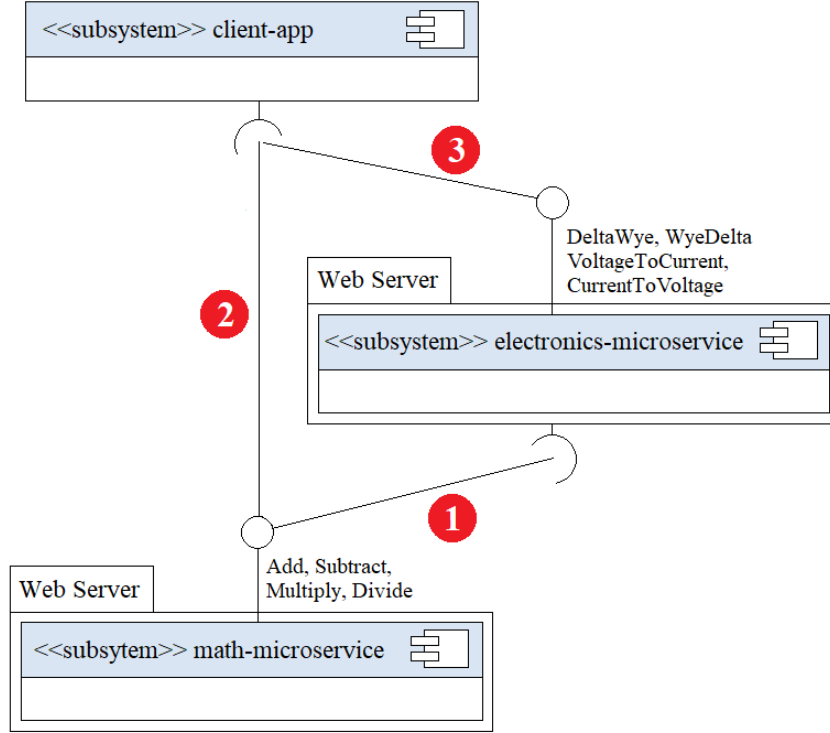 <<subsystem>> client-app
3
DeltaWye, WyeDelta
VoltageToCurrent,
CurrentToVoltage
Web Server
2
<<subsystem>> electronics-microservice
1
Add, Subtract,
Multiply, Divide
Web Server
<<subsytem>> math-microservice